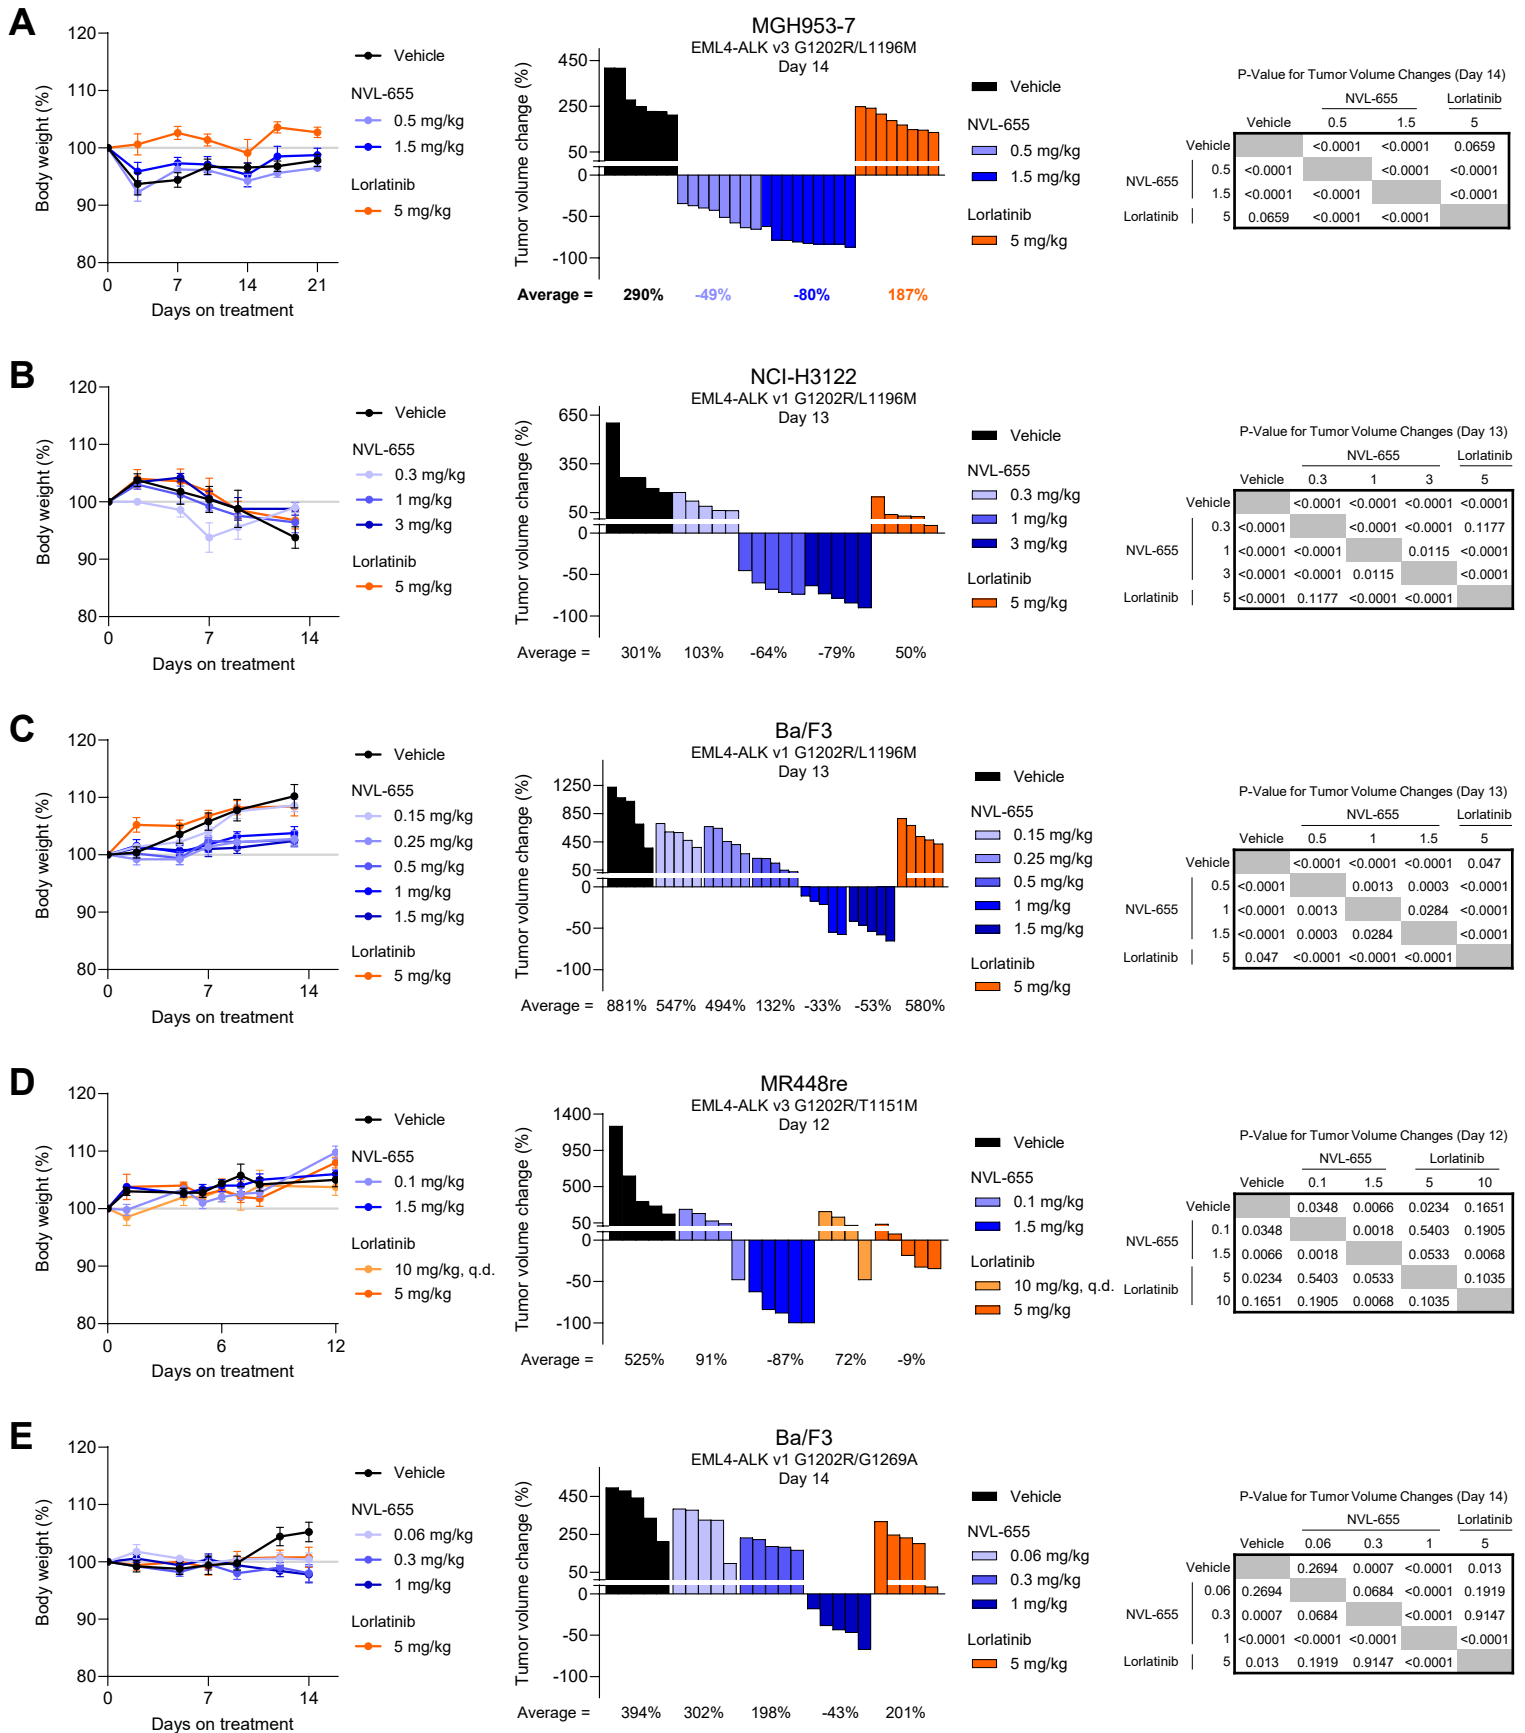 A
120
110
100
90
80
0 7 14 21
Body weight (%)
Days on treatment
Vehicle
NVL-655
0.5 mg/kg
1.5 mg/kg
Lorlatinib
5 mg/kg
MGH953-7
EML4-ALK v3 G1202R/L1196M
Day 14
Tumor volume change (%)
450
250
50
0
-50
-100
Average = 290% -49% -80% 187%
Vehicle
NVL-655
0.5 mg/kg
1.5 mg/kg
Lorlatinib
5 mg/kg
P-Value for Tumor Volume Changes (Day 14)
NVL-655 Lorlatinib
Vehicle 0.5 1.5 5
Vehicle <0.0001 <0.0001 0.0659
NVL-655 0.5 <0.0001 <0.0001 <0.0001
1.5 <0.0001 <0.0001 <0.0001
Lorlatinib 5 0.0659 <0.0001 <0.0001
B
120
110
100
90
80
0 7 14
Body weight (%)
Days on treatment
Vehicle
NVL-655
0.3 mg/kg
1 mg/kg
3 mg/kg
Lorlatinib
5 mg/kg
NCI-H3122
EML4-ALK v1 G1202R/L1196M
Day 13
Tumor volume change (%)
650
350
50
0
-50
-100
Average = 301% 103% -64% -79% 50%
Vehicle
NVL-655
0.3 mg/kg
1 mg/kg
3 mg/kg
Lorlatinib
5 mg/kg
P-Value for Tumor Volume Changes (Day 13)
NVL-655 Lorlatinib
Vehicle 0.3 1 3 5
Vehicle <0.0001 <0.0001 <0.0001 <0.0001
0.3 <0.0001 <0.0001 <0.0001 0.1177
NVL-655 1 <0.0001 <0.0001 0.0115 <0.0001
3 <0.0001 <0.0001 0.0115 <0.0001
Lorlatinib 5 <0.0001 0.1177 <0.0001 <0.0001
C
120
110
100
90
80
0 7 14
Body weight (%)
Days on treatment
Vehicle
NVL-655
0.15 mg/kg
0.25 mg/kg
0.5 mg/kg
1 mg/kg
1.5 mg/kg
Lorlatinib
5 mg/kg
Ba/F3
EML4-ALK v1 G1202R/L1196M
Day 13
Tumor volume change (%)
1250
850
450
50
0
-50
-100
Average = 881% 547% 494% 132% -33% -53% 580%
Vehicle
NVL-655
0.15 mg/kg
0.25 mg/kg
0.5 mg/kg
1 mg/kg
1.5 mg/kg
Lorlatinib
5 mg/kg
P-Value for Tumor Volume Changes (Day 13)
NVL-655 Lorlatinib
Vehicle 0.5 1 1.5 5
Vehicle <0.0001 <0.0001 <0.0001 0.047
0.5 <0.0001 0.0013 0.0003 <0.0001
NVL-655 1 <0.0001 0.0013 0.0284 <0.0001
1.5 <0.0001 0.0003 0.0284 <0.0001
Lorlatinib 5 0.047 <0.0001 <0.0001 <0.0001
D
120
110
100
90
80
0 6 12
Body weight (%)
Days on treatment
Vehicle
NVL-655
0.1 mg/kg
1.5 mg/kg
Lorlatinib
10 mg/kg, q.d.
5 mg/kg
MR448re
EML4-ALK v3 G1202R/T1151M
Day 12
Tumor volume change (%)
1400
950
500
50
0
-50
-100
Average = 525% 91% -87% 72% -9%
Vehicle
NVL-655
0.1 mg/kg
1.5 mg/kg
Lorlatinib
10 mg/kg, q.d.
5 mg/kg
P-Value for Tumor Volume Changes (Day 12)
NVL-655 Lorlatinib
Vehicle 0.1 1.5 5 10
Vehicle 0.0348 0.0066 0.0234 0.1651
NVL-655 0.1 0.0348 0.0018 0.5403 0.1905
1.5 0.0066 0.0018 0.0533 0.0068
Lorlatinib 5 0.0234 0.5403 0.0533 0.1035
10 0.1651 0.1905 0.0068 0.1035
E
120
110
100
90
80
0 7 14
Body weight (%)
Days on treatment
Vehicle
NVL-655
0.06 mg/kg
0.3 mg/kg
1 mg/kg
Lorlatinib
5 mg/kg
Ba/F3
EML4-ALK v1 G1202R/G1269A
Day 14
Tumor volume change (%)
450
250
50
0
-50
-100
Average = 394% 302% 198% -43% 201%
Vehicle
NVL-655
0.06 mg/kg
0.3 mg/kg
1 mg/kg
Lorlatinib
5 mg/kg
P-Value for Tumor Volume Changes (Day 14)
NVL-655 Lorlatinib
Vehicle 0.06 0.3 1 5
Vehicle 0.2694 0.0007 <0.0001 0.013
0.06 0.2694 0.0684 <0.0001 0.1919
NVL-655 0.3 0.0007 0.0684 <0.0001 0.9147
1 <0.0001 <0.0001 <0.0001 <0.0001
Lorlatinib 5 0.013 0.1919 0.9147 <0.0001